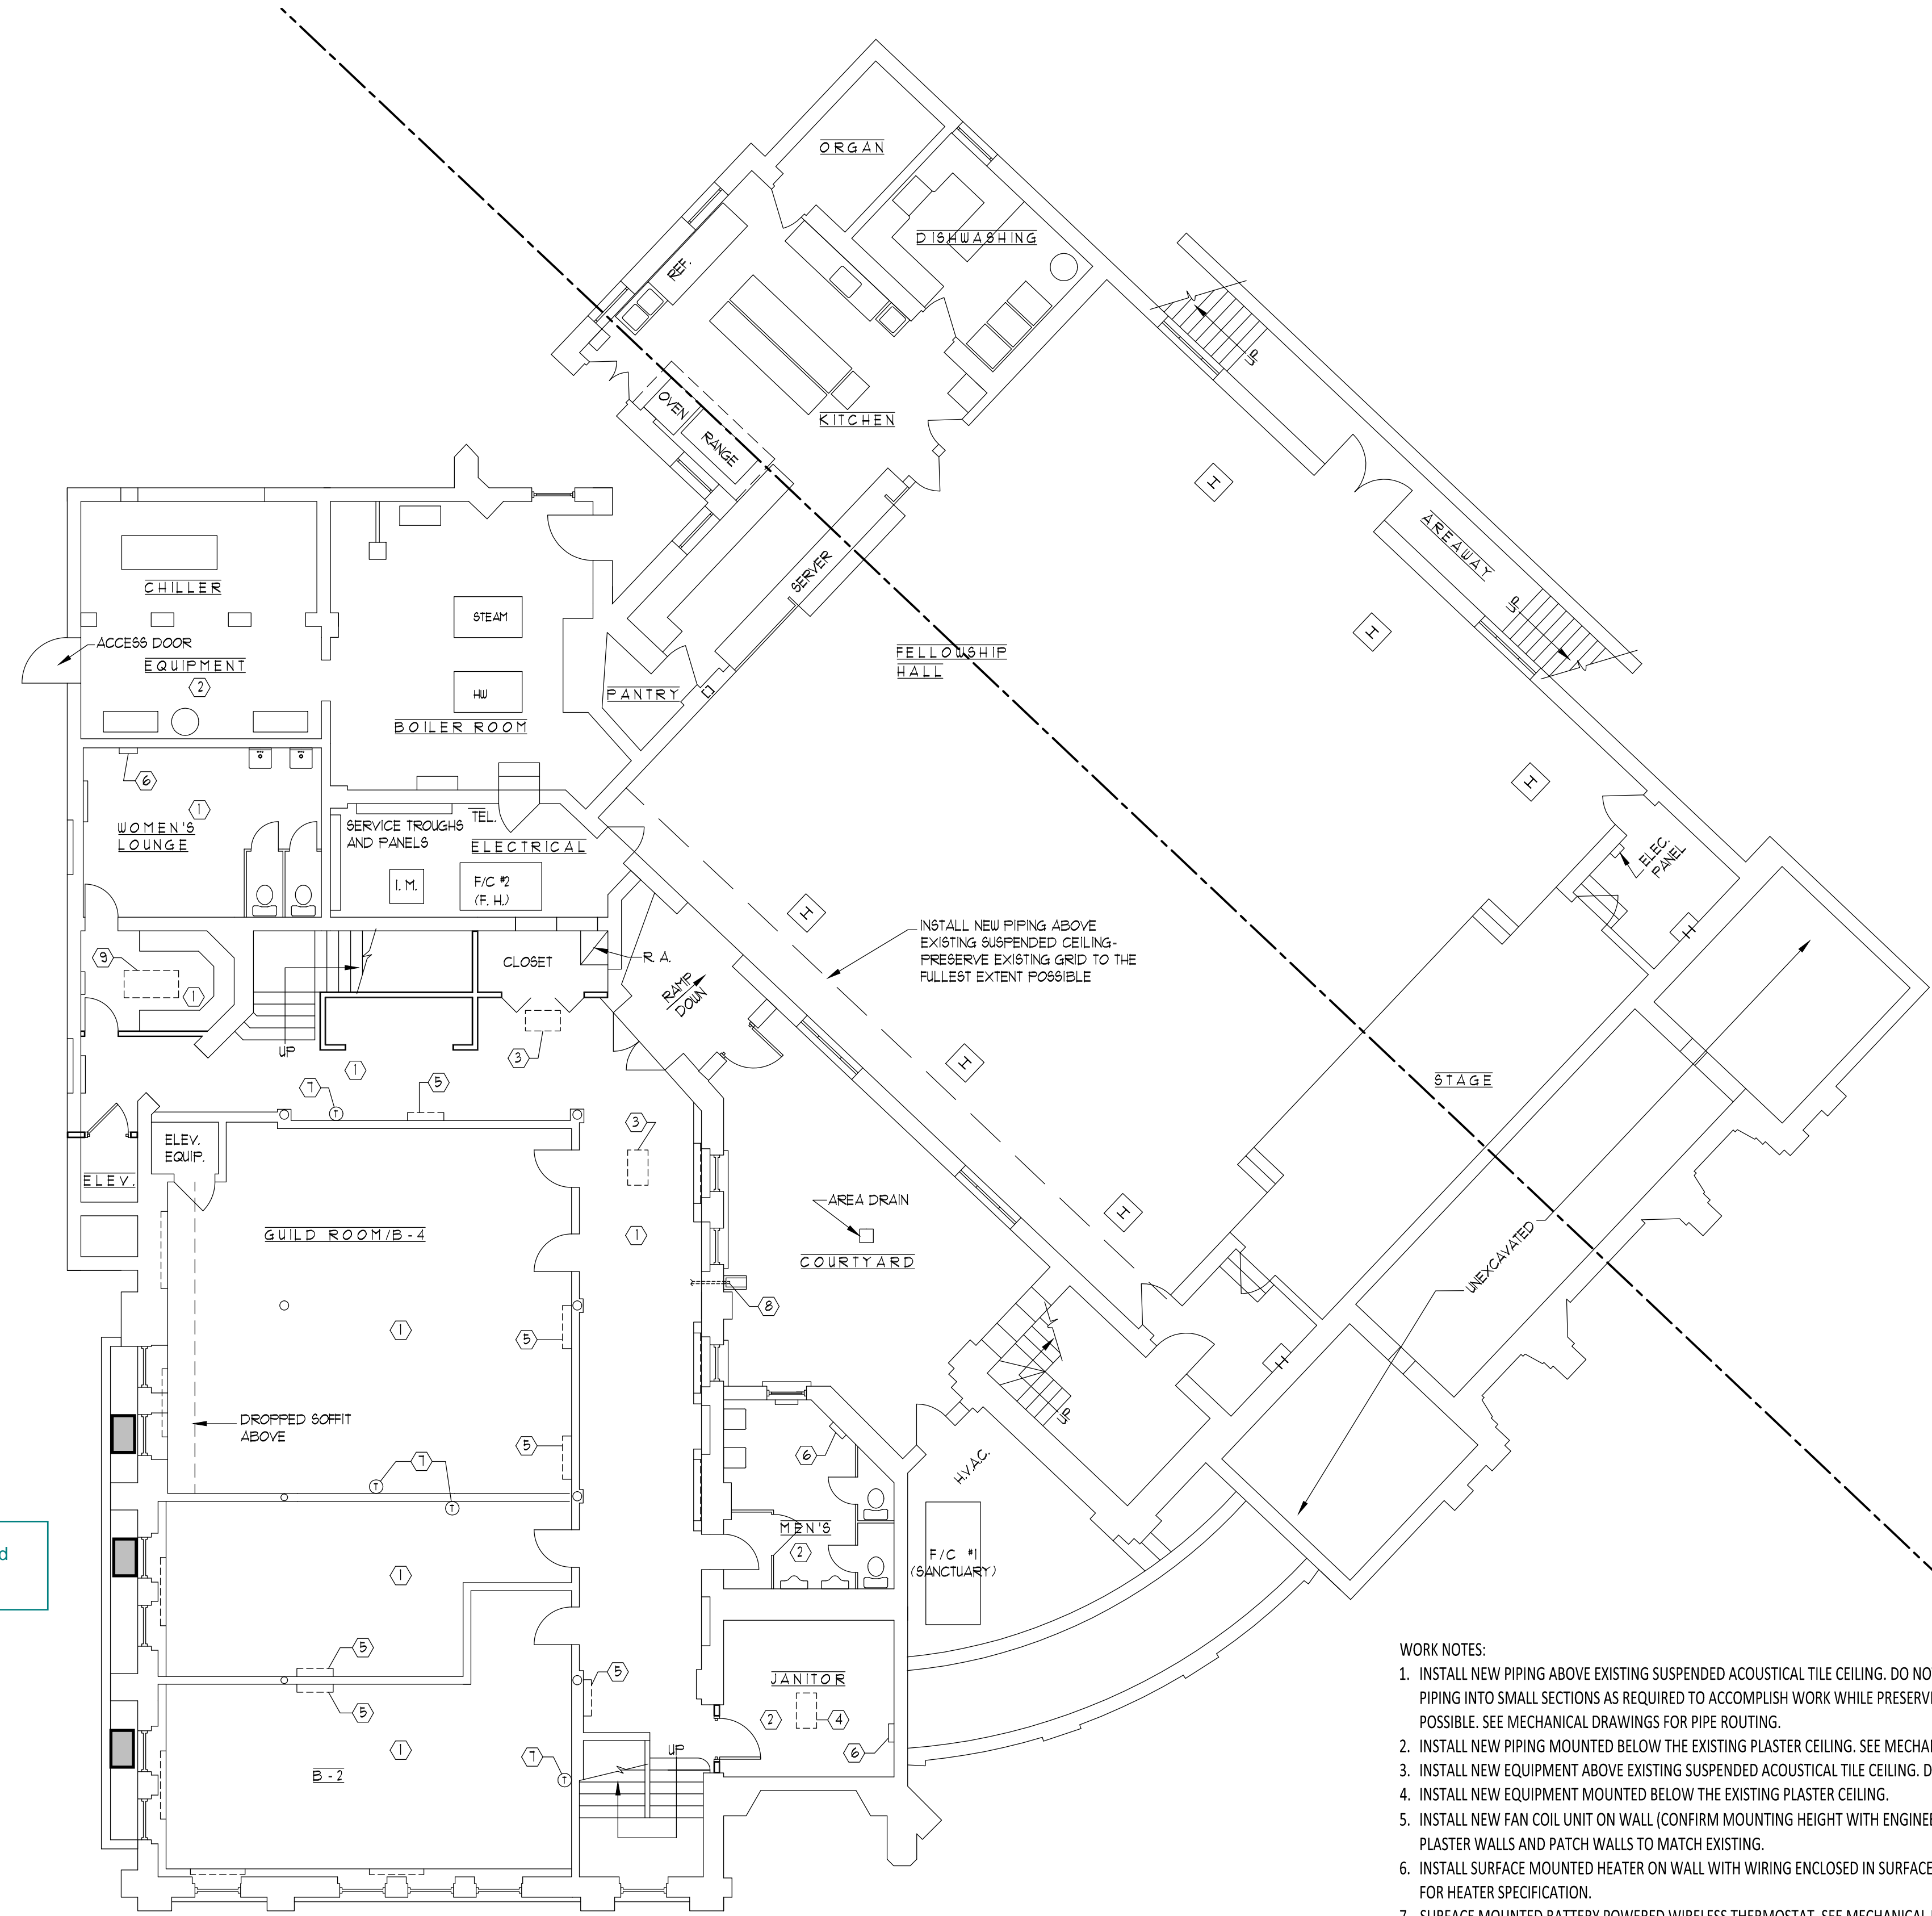 ORGAN
DISHWASHING
REF.
UP
OVEN
RANGE
KITCHEN
AREAWAY
CHILLER
SERVER
STEAM
UP
ACCESS DOOR
EQUIPMENT
2
FELLOWSHIP
HALL
HW
PANTRY
BOILER ROOM
6
1
WOMEN'S
LOUNGE
TEL.
SERVICE TROUGHS
AND PANELS
ELECTRICAL
ELEC.
PANEL
I. M.
F/C #2
(F. H.)
H
H
H
H
H
H
H
H
INSTALL NEW PIPING ABOVE
EXISTING SUSPENDED CEILING-
PRESERVE EXISTING GRID TO THE
FULLEST EXTENT POSSIBLE
9
1
CLOSET
R. A.
RAMP
DOWN
UP
3
1
7
5
T
STAGE
3
ELEV.
EQUIP.
ELEV.
AREA DRAIN
GUILD ROOM/B-4
1
COURTYARD
UNEXCAVATED
8
1
5
DROPPED SOFFIT
ABOVE
UP
5
6
7
H.V.A.C.
T
T
MEN'S
2
F/C #1
(SANCTUARY)
d
1
5
5
JANITOR
5
2
4
6
1
7
UP
T
B-2
WORK NOTES:
1. INSTALL NEW PIPING ABOVE EXISTING SUSPENDED ACOUSTICAL TILE CEILING. DO NO
PIPING INTO SMALL SECTIONS AS REQUIRED TO ACCOMPLISH WORK WHILE PRESERVI
POSSIBLE. SEE MECHANICAL DRAWINGS FOR PIPE ROUTING.
2. INSTALL NEW PIPING MOUNTED BELOW THE EXISTING PLASTER CEILING. SEE MECHA
3. INSTALL NEW EQUIPMENT ABOVE EXISTING SUSPENDED ACOUSTICAL TILE CEILING. D
4. INSTALL NEW EQUIPMENT MOUNTED BELOW THE EXISTING PLASTER CEILING.
5. INSTALL NEW FAN COIL UNIT ON WALL (CONFIRM MOUNTING HEIGHT WITH ENGINE
PLASTER WALLS AND PATCH WALLS TO MATCH EXISTING.
6. INSTALL SURFACE MOUNTED HEATER ON WALL WITH WIRING ENCLOSED IN SURFACE
FOR HEATER SPECIFICATION.
7. SURFACE MOUNTED BATTERY POWERED WIRELESS THERMOSTAT. SEE MECHANICAL